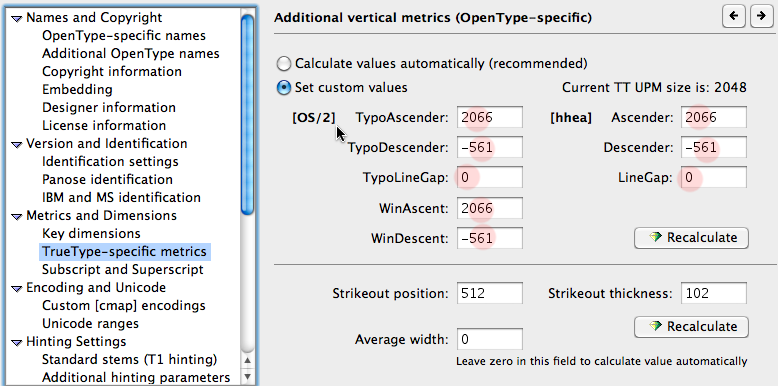 Names and Copyright
OpenType-specific names
Additional OpenType names
Copyright information
Embedding
Designer information
License information
Version and Identification
Identification settings
Panose identification
IBM and MS identification
Metrics and Dimensions
Key dimensions
TrueType-specific metrics
Subscript and Superscript
Encoding and Unicode
Custom [cmap] encodings
Unicode ranges
Hinting Settings
Standard stems (T1 hinting)
Additional hinting parameters
Additional vertical metrics (OpenType-specific)
Calculate values automatically (recommended)
Set custom values Current TT UPM size is: 2048
[OS/2] TypoAscender: 2066 [hhea] Ascender: 2066
TypoDescender: -561 Descender: -561
TypoLineGap: 0 LineGap: 0
WinAscent: 2066
WinDescent: -561 Recalculate
Strikeout position: 512 Strikeout thickness: 102
Recalculate
Average width: 0
Leave zero in this field to calculate value automatically